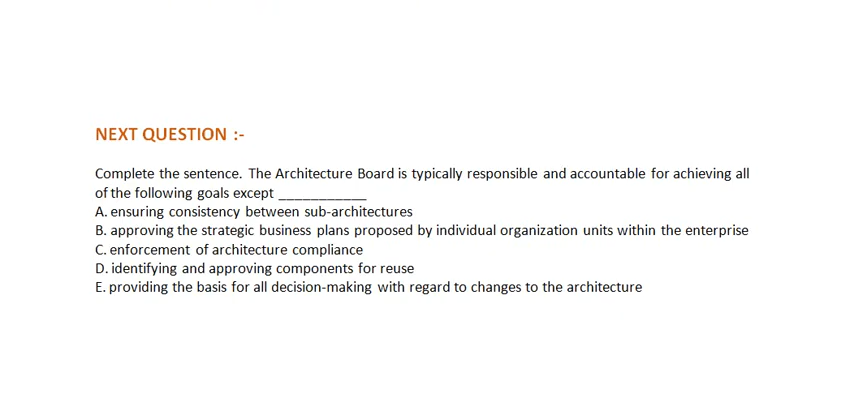 NEXT QUESTION :-
Complete the sentence. The Architecture Board is typically responsible and accountable for achieving all
of the following goals except ___________
A. ensuring consistency between sub-architectures
B. approving the strategic business plans proposed by individual organization units within the enterprise
C. enforcement of architecture compliance
D. identifying and approving components for reuse
E. providing the basis for all decision-making with regard to changes to the architecture